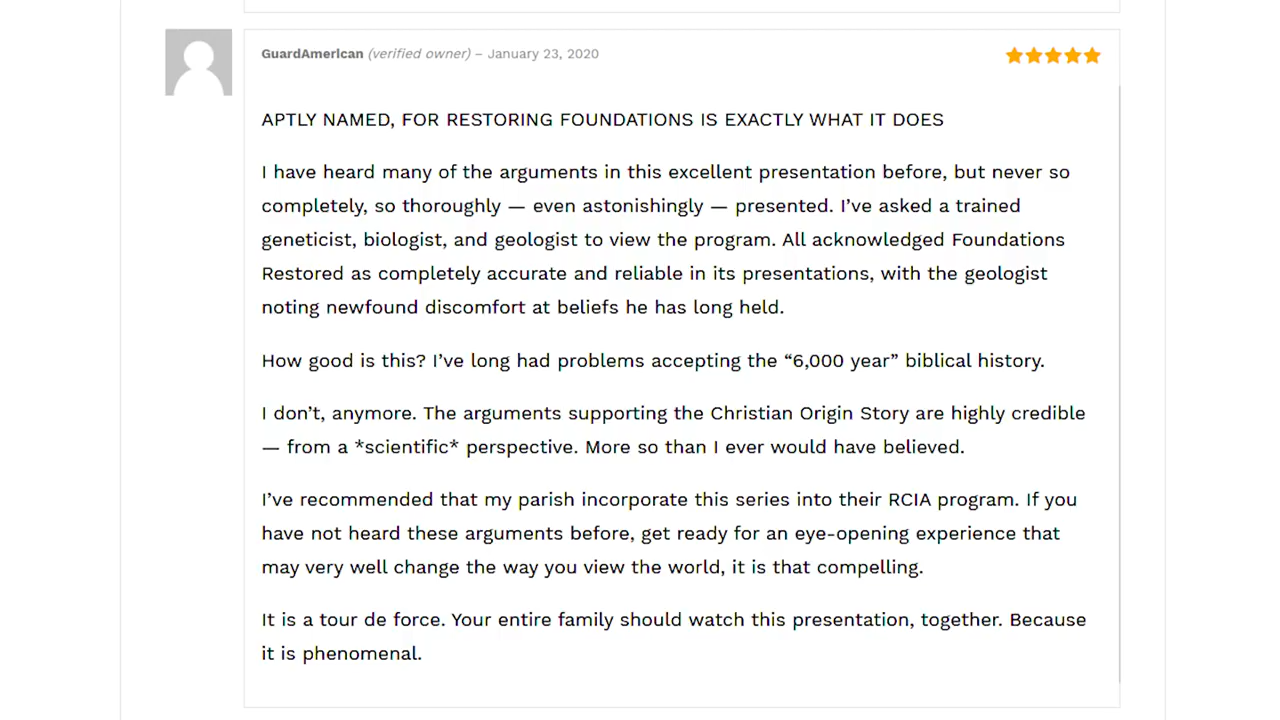 GuardAmerIcan (verified owner) – January 23, 2020
APTLY NAMED, FOR RESTORING FOUNDATIONS IS EXACTLY WHAT IT DOES
I have heard many of the arguments in this excellent presentation before, but never so
completely, so thoroughly — even astonishingly — presented. I’ve asked a trained
geneticist, biologist, and geologist to view the program. All acknowledged Foundations
Restored as completely accurate and reliable in its presentations, with the geologist
noting newfound discomfort at beliefs he has long held.
How good is this? I’ve long had problems accepting the “6,000 year” biblical history.
I don’t, anymore. The arguments supporting the Christian Origin Story are highly credible
— from a *scientific* perspective. More so than I ever would have believed.
I’ve recommended that my parish incorporate this series into their RCIA program. If you
have not heard these arguments before, get ready for an eye-opening experience that
may very well change the way you view the world, it is that compelling.
It is a tour de force. Your entire family should watch this presentation, together. Because
it is phenomenal.